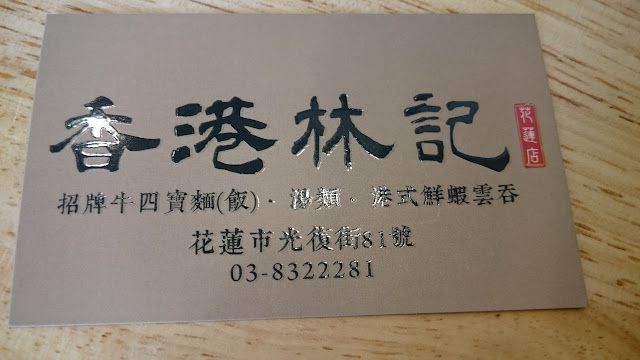 香港林記
花蓮店
招牌牛四寶麵(飯)·湯麵·港式鮮蝦雲吞
花蓮市光復街81號
03-8322281